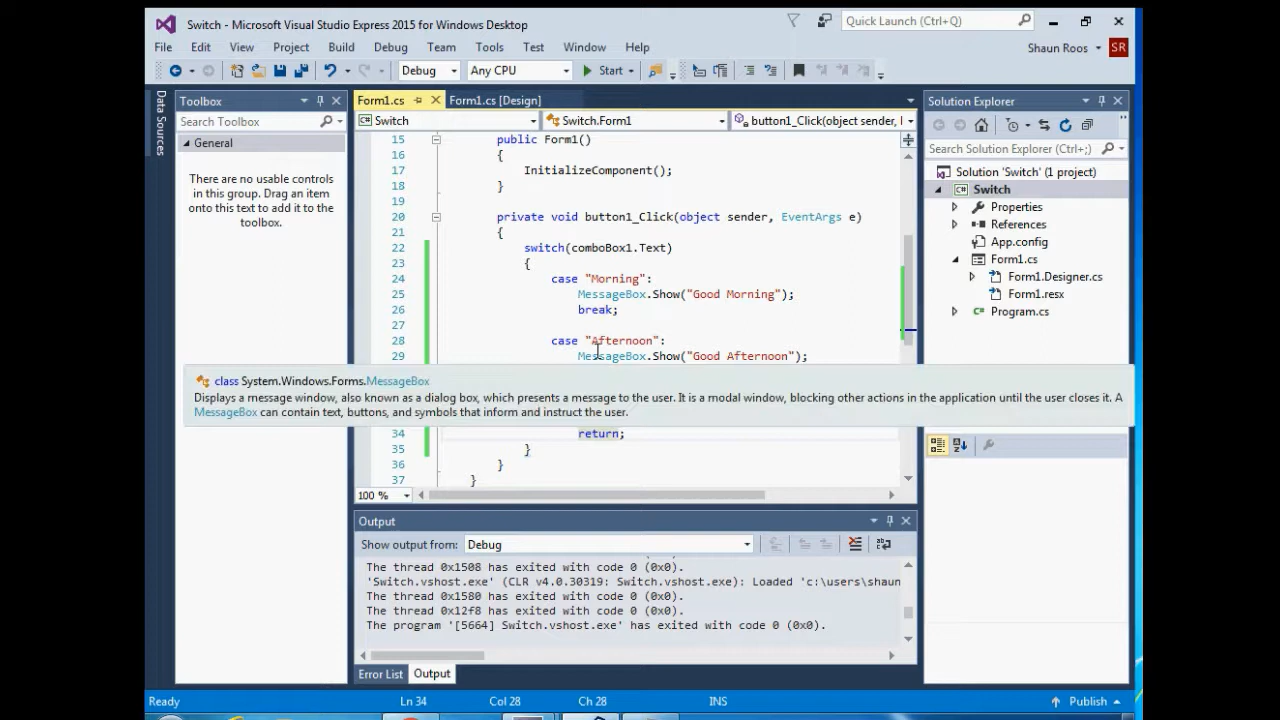 Switch - Microsoft Visual Studio Express 2015 for Windows Desktop
Quick Launch (Ctrl+Q)
File Edit View Project Build Debug Team Tools Test Window Help
Shaun Roos SR
Debug Any CPU Start
Data Sources
Toolbox
Search Toolbox
General
There are no usable controls
in this group. Drag an item
onto this text to add it to the
toolbox.
Form1.cs Form1.cs [Design]
Switch Switch.Form1 button1_Click(object sender,
15 public Form1()
16 {
17 InitializeComponent();
18 }
19
20 private void button1_Click(object sender, EventArgs e)
21 {
22 switch(comboBox1.Text)
23 {
24 case "Morning":
25 MessageBox.Show("Good Morning");
26 break;
27
28 case "Afternoon":
29 MessageBox.Show("Good Afternoon");
class System.Windows.Forms.MessageBox
Displays a message window, also known as a dialog box, which presents a message to the user. It is a modal window, blocking other actions in the application until the user closes it. A
MessageBox can contain text, buttons, and symbols that inform and instruct the user.
34 return;
35 }
36 }
37 }
100 %
Solution Explorer
Search Solution Explorer (Ctrl+;)
Solution 'Switch' (1 project)
Switch
Properties
References
App.config
Form1.cs
Form1.Designer.cs
Form1.resx
Program.cs
Output
Show output from: Debug
The thread 0x1508 has exited with code 0 (0x0).
'Switch.vshost.exe' (CLR v4.0.30319: Switch.vshost.exe): Loaded 'c:\users\shaun
The thread 0x1580 has exited with code 0 (0x0).
The thread 0x12f8 has exited with code 0 (0x0).
The program '[5664] Switch.vshost.exe' has exited with code 0 (0x0).
Error List Output
Ready Ln 34 Col 28 Ch 28 INS Publish